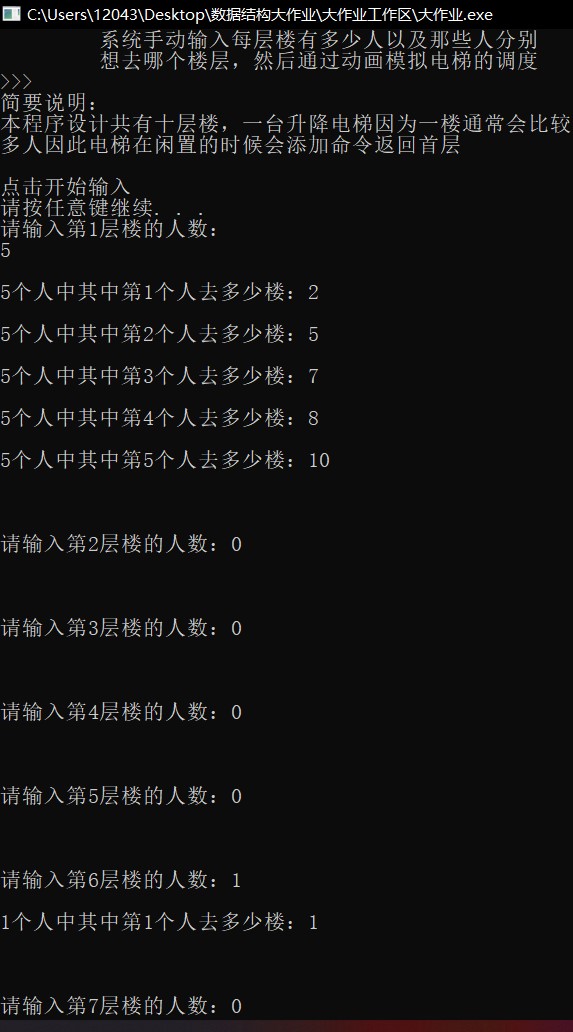 C:\Users\12043\Desktop\数据结构大作业\大作业工作区\大作业.exe
系统手动输入每层楼有多少人以及那些人分别
想去哪个楼层，然后通过动画模拟电梯的调度
>>>
简要说明：
本程序设计共有十层楼，一台升降电梯因为一楼通常会比较
多人因此电梯在闲置的时候会添加命令返回首层
点击开始输入
请按任意键继续. . .
请输入第1层楼的人数：
5
5个人中其中第1个人去多少楼：2
5个人中其中第2个人去多少楼：5
5个人中其中第3个人去多少楼：7
5个人中其中第4个人去多少楼：8
5个人中其中第5个人去多少楼：10
请输入第2层楼的人数：0
请输入第3层楼的人数：0
请输入第4层楼的人数：0
请输入第5层楼的人数：0
请输入第6层楼的人数：1
1个人中其中第1个人去多少楼：1
请输入第7层楼的人数：0